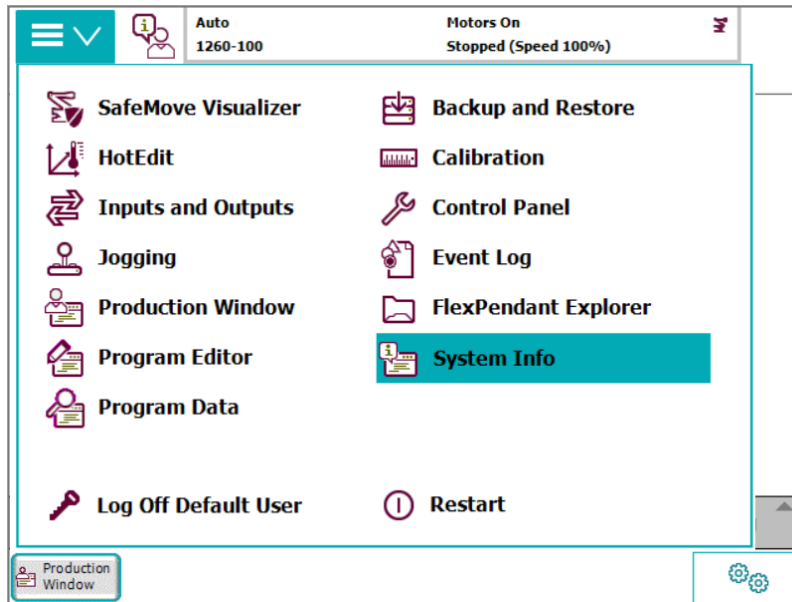 Auto
Motors On
1260-100
Stopped (Speed 100%)
SafeMove Visualizer
Backup and Restore
HotEdit
Calibration
Inputs and Outputs
Control Panel
Jogging
Event Log
Production Window
FlexPendant Explorer
Program Editor
System Info
Program Data
Log Off Default User
Restart
Production
Window